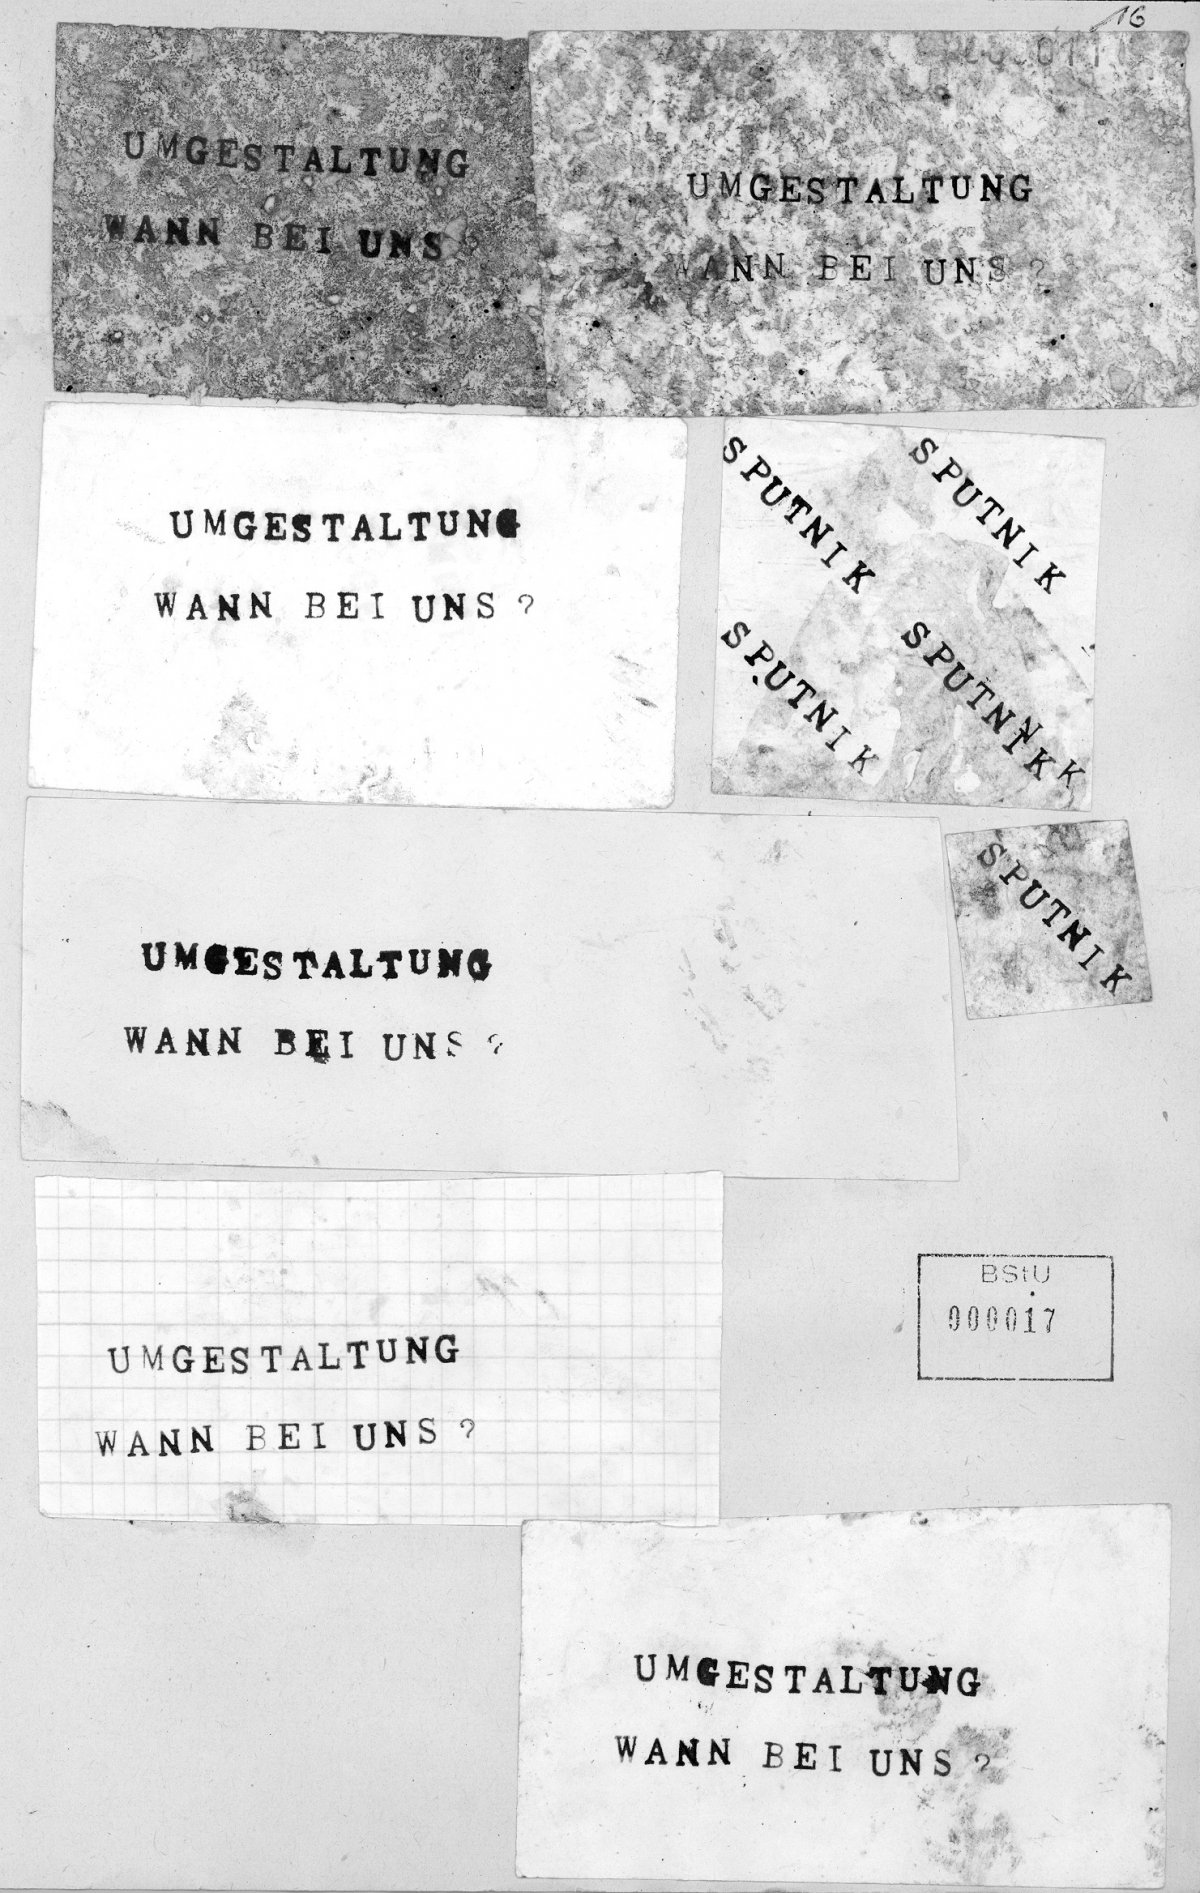 16
UMGESTALTUNG
WANN BEI UNS ?
UMGESTALTUNG
WANN BEI UNS ?
UMGESTALTUNG
WANN BEI UNS ?
SPUTNIK
SPUTNIK
SPUTNIK
SPUTNIK
UMGESTALTUNG
WANN BEI UNS ?
SPUTNIK
UMGESTALTUNG
WANN BEI UNS ?
BStU
000017
UMGESTALTUNG
WANN BEI UNS ?